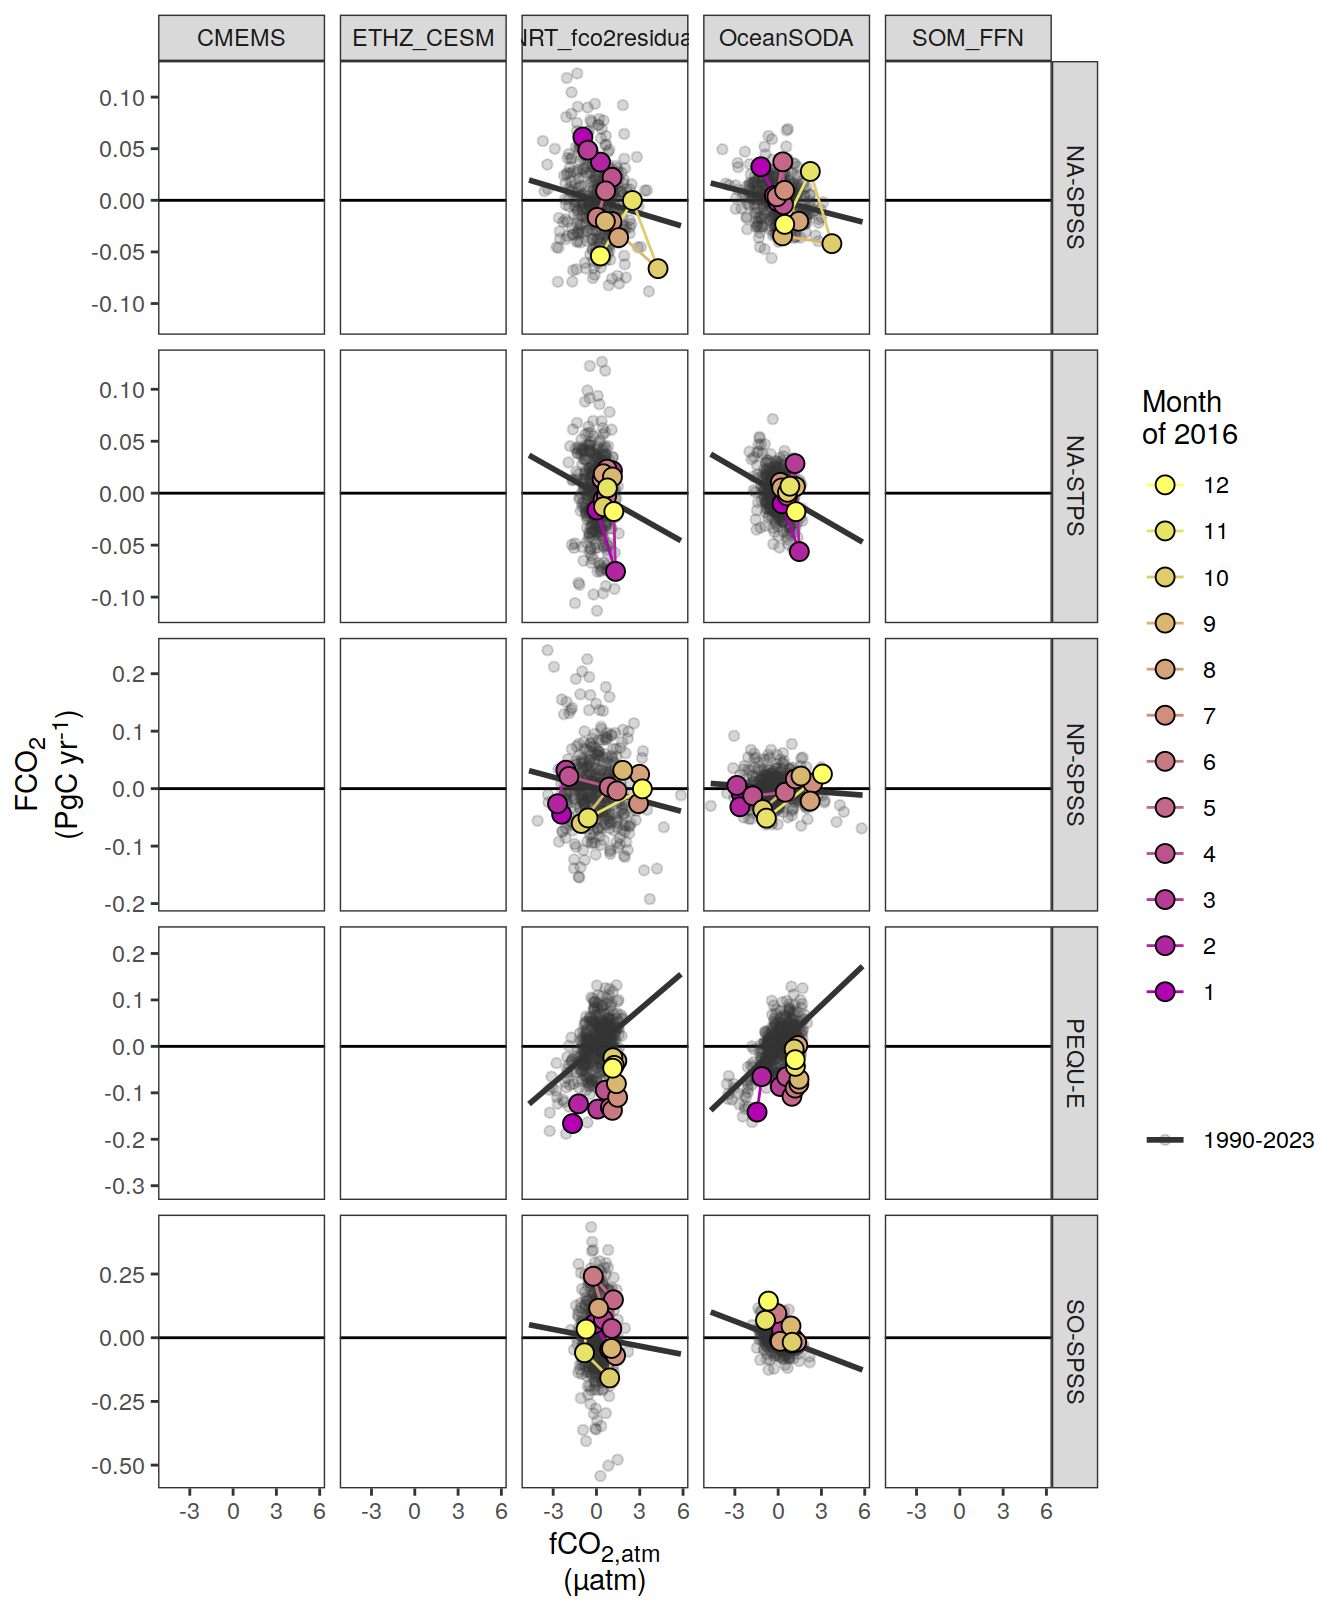 CMEMS ETHZ_CESM NRT_fco2residua OceanSODA SOM_FFN
0.10
0.05
0.00
-0.05
-0.10
NA-SPSS
0.10
0.05
0.00
-0.05
-0.10
NA-STPS
0.2
0.1
0.0
-0.1
-0.2
NP-SPSS
0.2
0.1
0.0
-0.1
-0.2
-0.3
PEQU-E
0.25
0.00
-0.25
-0.50
SO-SPSS
FCO2
(PgC yr-1)
-3 0 3 6 -3 0 3 6 -3 0 3 6 -3 0 3 6 -3 0 3 6
fCO2,atm
(µatm)
Month
of 2016
12
11
10
9
8
7
6
5
4
3
2
1
1990-2023